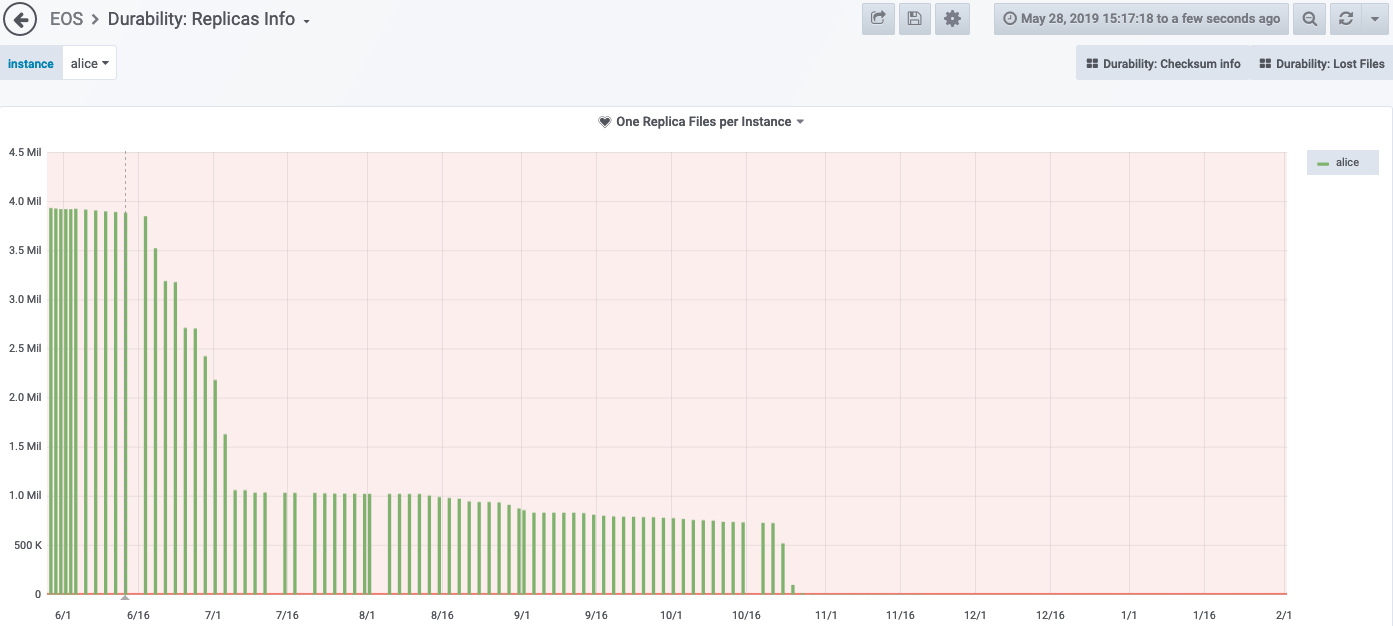 EOS > Durability: Replicas Info
May 28, 2019 15:17:18 to a few seconds ago
instance alice
Durability: Checksum info Durability: Lost Files
One Replica Files per Instance
4.5 Mil
4.0 Mil
3.5 Mil
3.0 Mil
2.5 Mil
2.0 Mil
1.5 Mil
1.0 Mil
500 K
0
6/1 6/16 7/1 7/16 8/1 8/16 9/1 9/16 10/1 10/16 11/1 11/16 12/1 12/16 1/1 1/16 2/1
alice